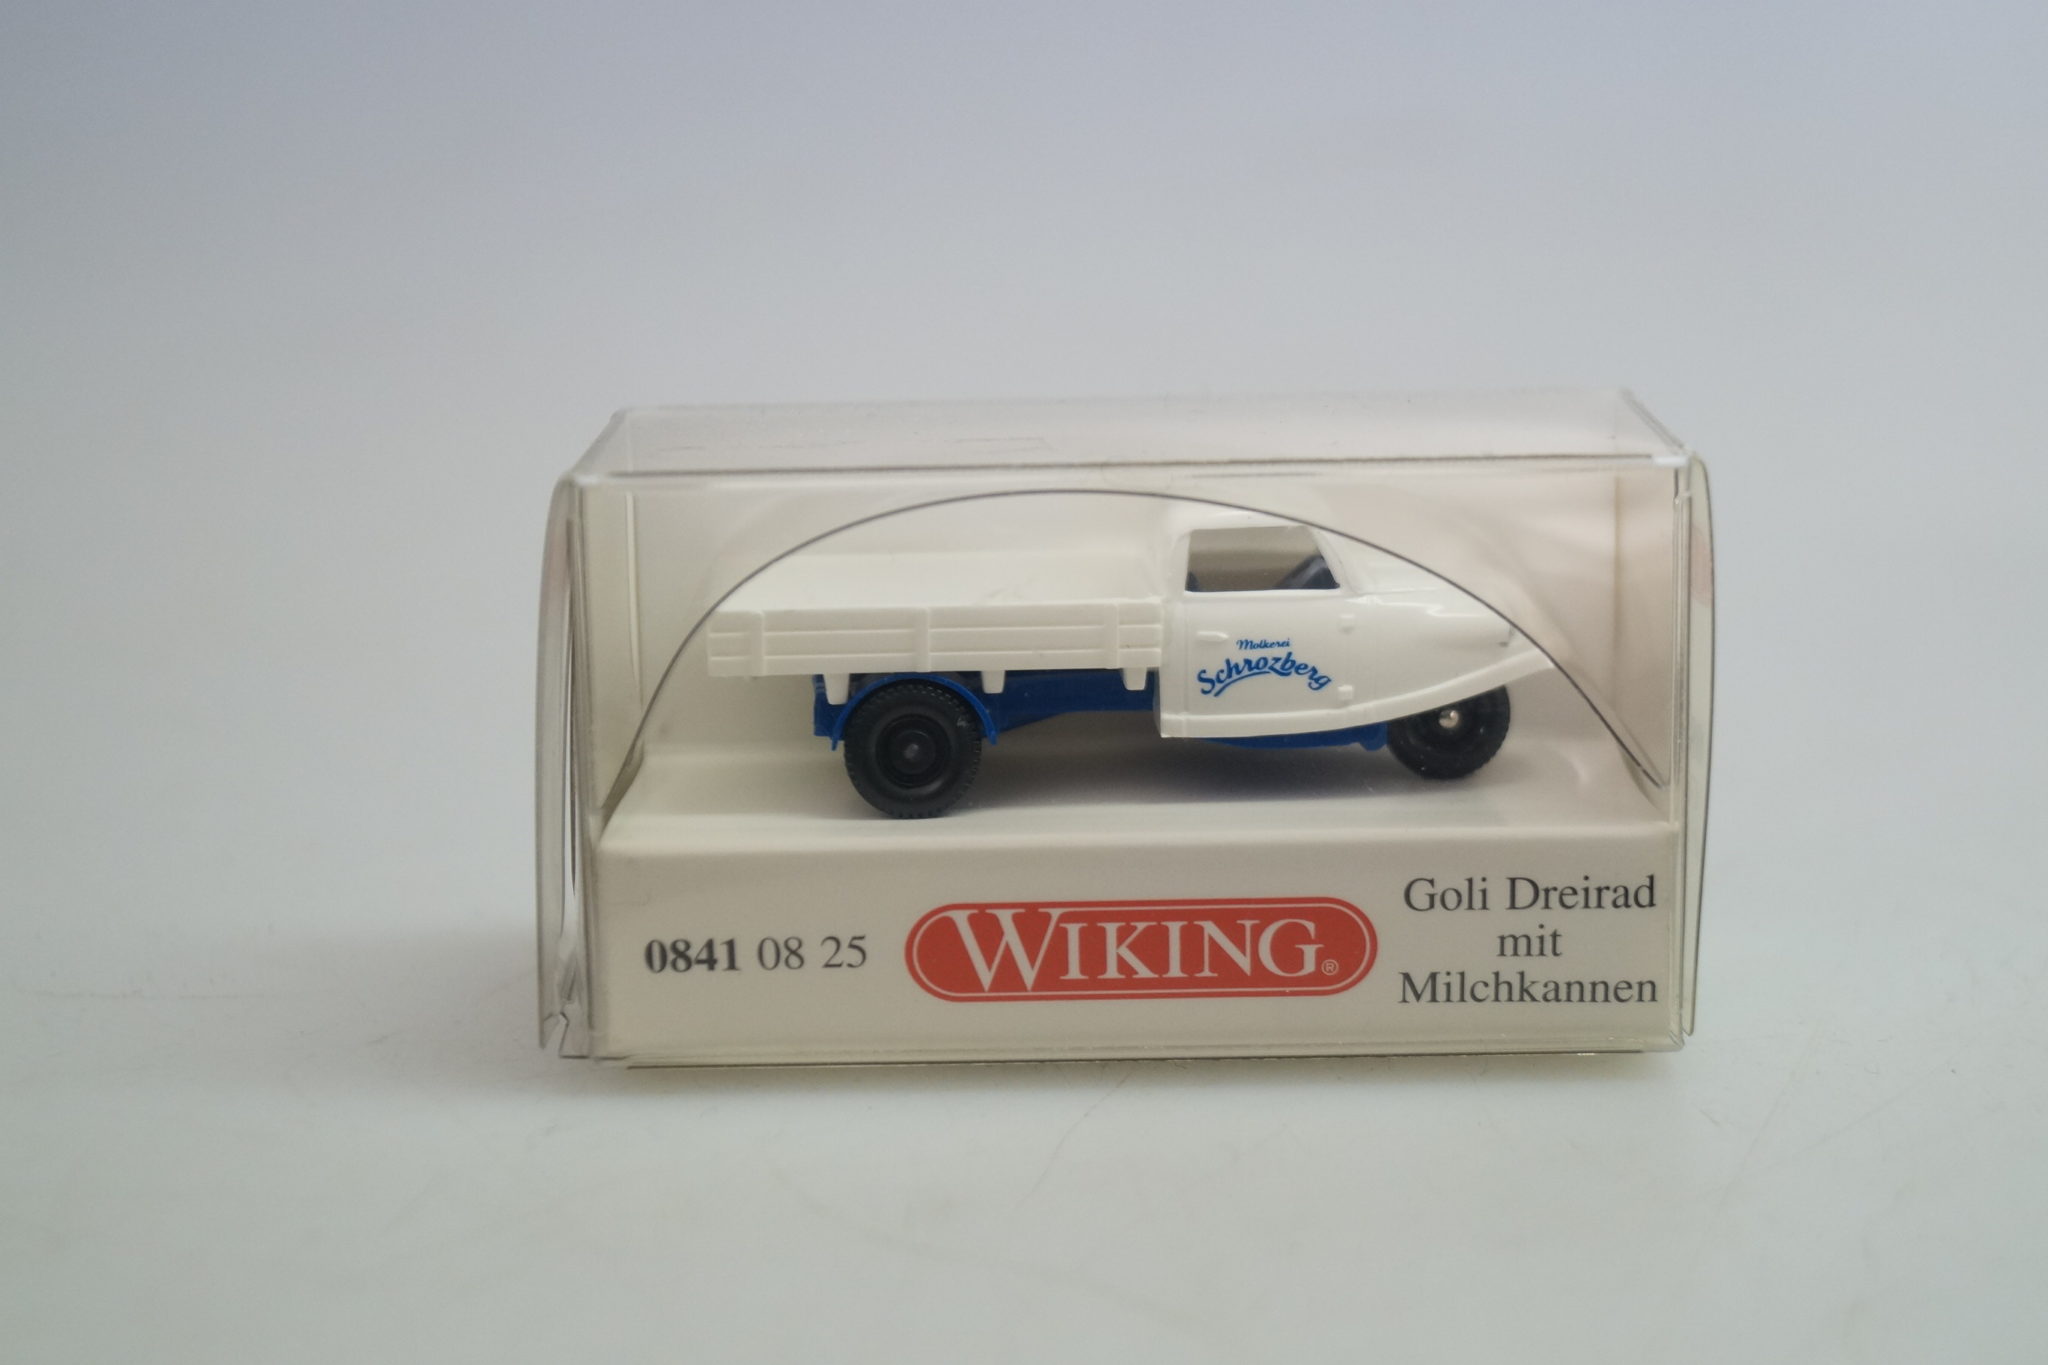 Molkerei
Schrozberg
0841 08 25
WIKING®
Goli Dreirad
mit
Milchkannen